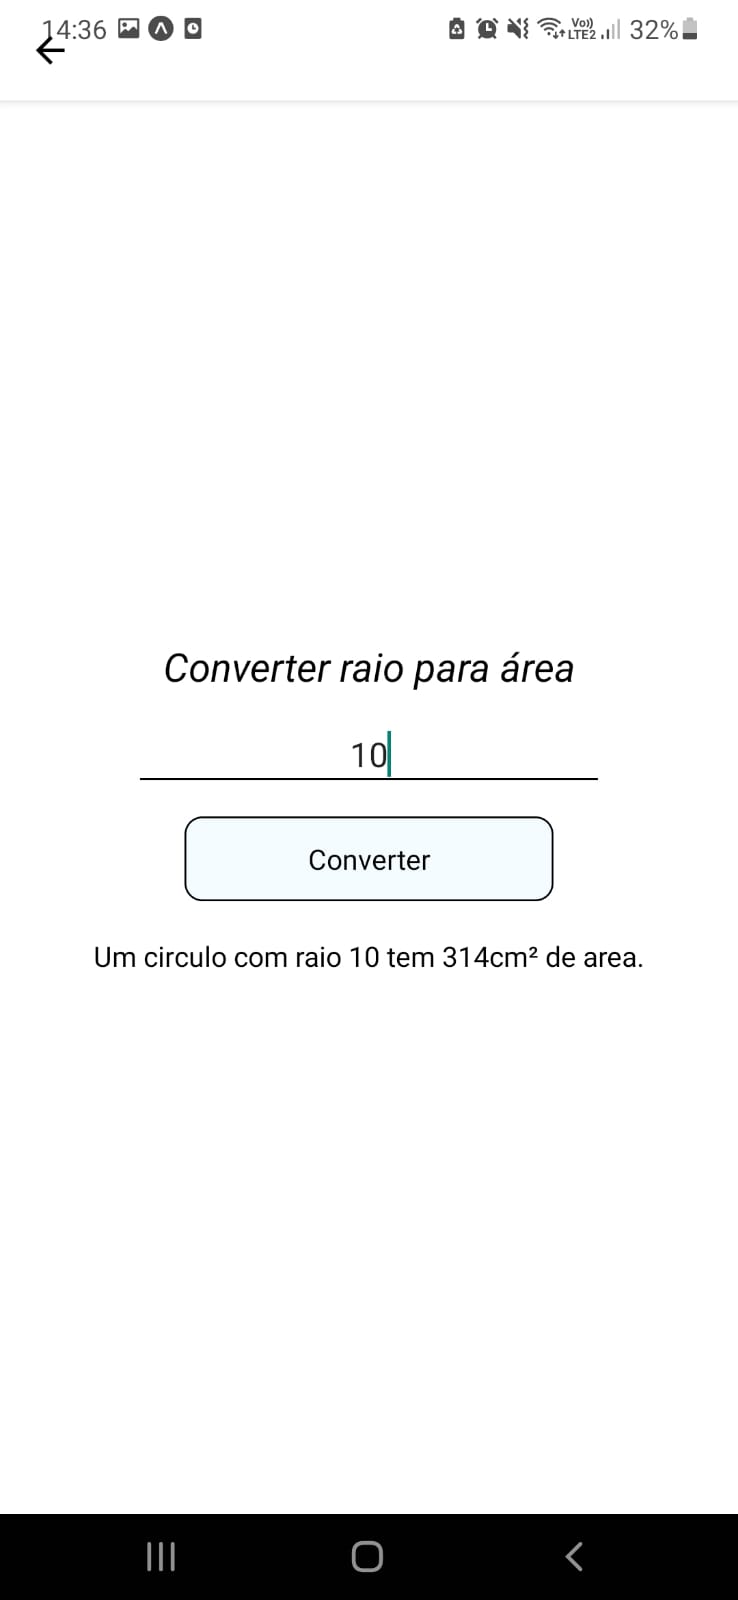 14:36 Vo)) LTE2 32%
Converter raio para área
10
Converter
Um circulo com raio 10 tem 314cm² de area.